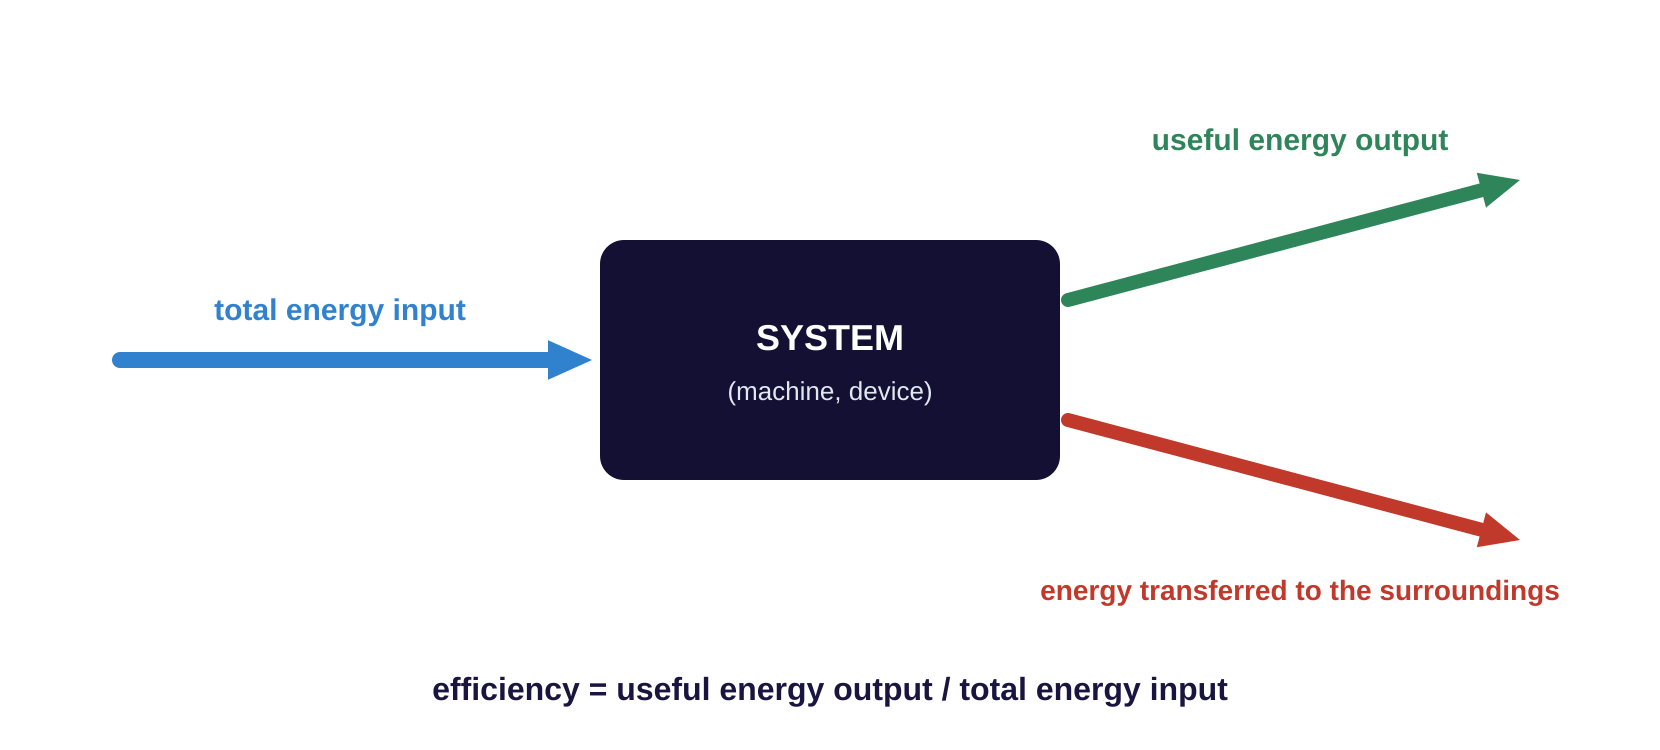 useful energy output
total energy input
SYSTEM
(machine, device)
energy transferred to the surroundings
efficiency = useful energy output / total energy input